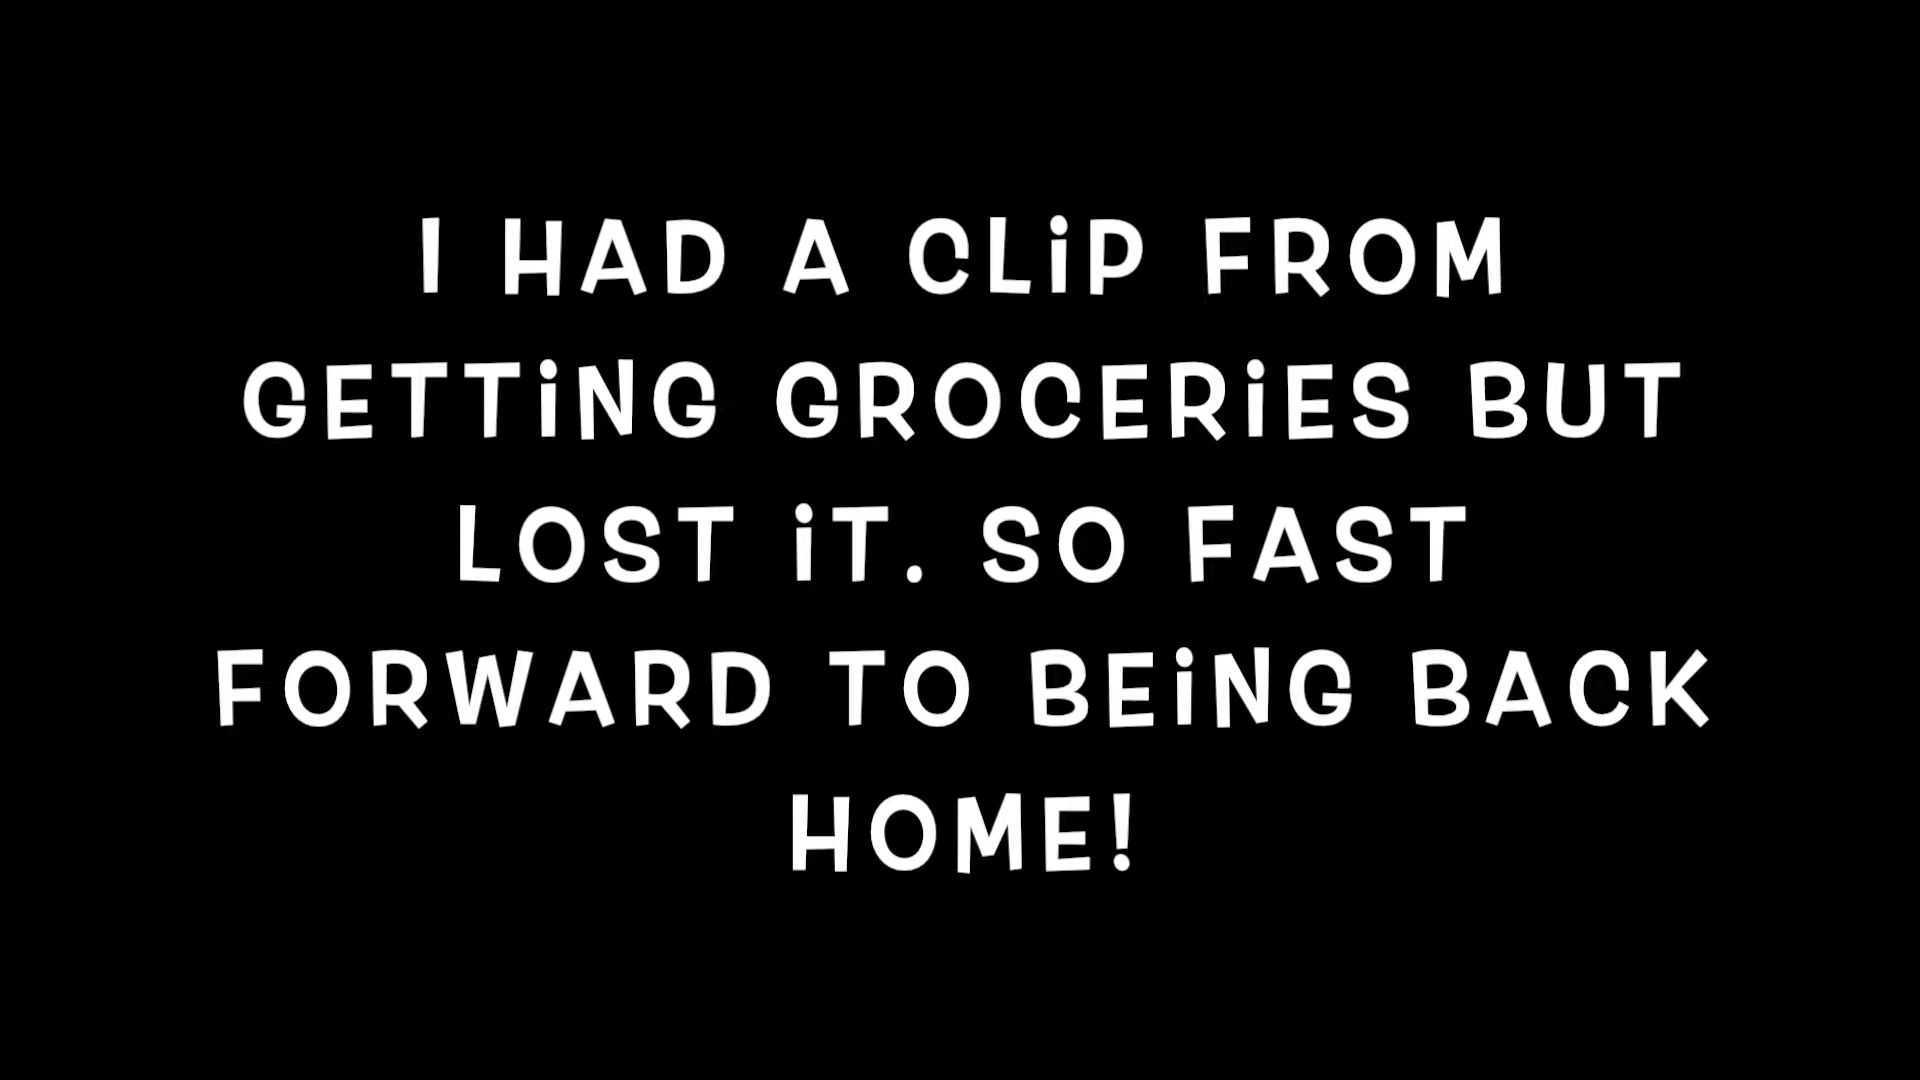 I HAD A CLiP FROM
GETTiNG GROCERiES BUT
LOST iT. SO FAST
FORWARD TO BEiNG BACK
HOME!